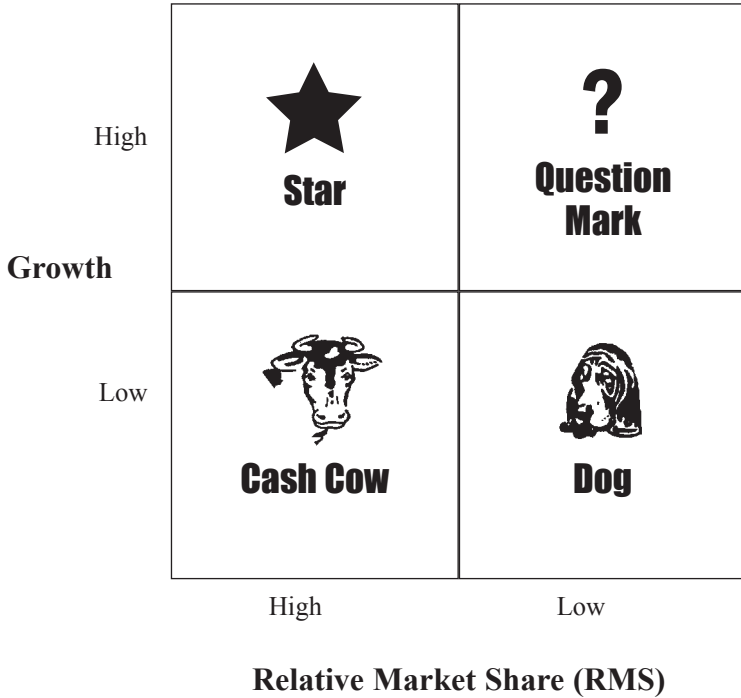 High
?
Star
Question
Mark
Growth
Low
Cash Cow
Dog
High
Low
Relative Market Share (RMS)